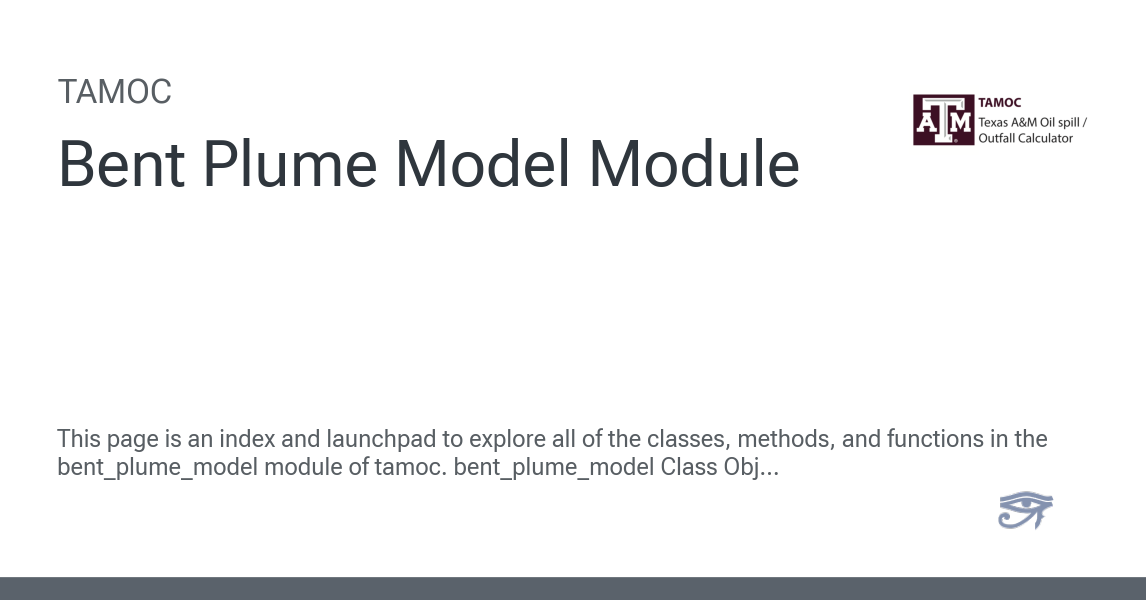 TAMOC
Bent Plume Model Module
ATM
TAMOC
Texas A&M Oil spill /
Outfall Calculator
This page is an index and launchpad to explore all of the classes, methods, and functions in the
bent_plume_model module of tamoc. bent_plume_model Class Obj...